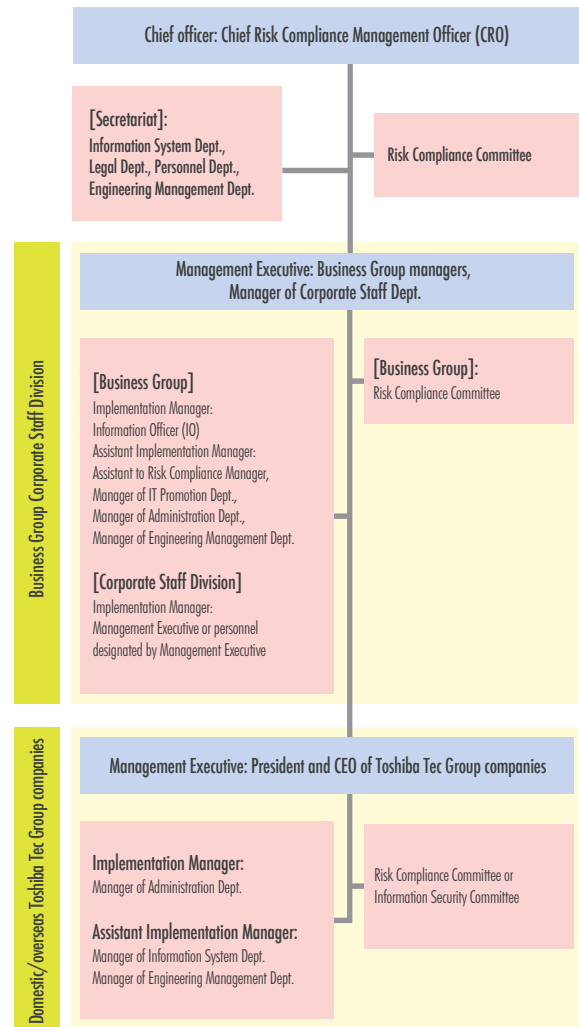 Chief officer: Chief Risk Compliance Management Officer (CRO)
[Secretariat]:
Information System Dept.,
Legal Dept., Personnel Dept.,
Engineering Management Dept.
Risk Compliance Committee
Business Group Corporate Staff Division
Management Executive: Business Group managers,
Manager of Corporate Staff Dept.
[Business Group]
Implementation Manager:
Information Officer (IO)
Assistant Implementation Manager:
Assistant to Risk Compliance Manager,
Manager of IT Promotion Dept.,
Manager of Administration Dept.,
Manager of Engineering Management Dept.
[Corporate Staff Division]
Implementation Manager:
Management Executive or personnel
designated by Management Executive
[Business Group]:
Risk Compliance Committee
Domestic/overseas Toshiba Tec Group companies
Management Executive: President and CEO of Toshiba Tec Group companies
Implementation Manager:
Manager of Administration Dept.
Assistant Implementation Manager:
Manager of Information System Dept.
Manager of Engineering Management Dept.
Risk Compliance Committee or
Information Security Committee